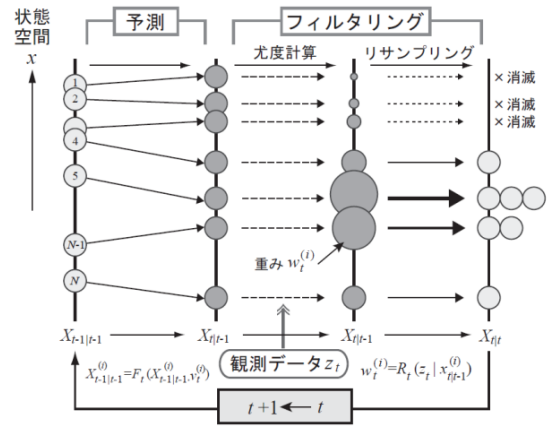 状態
空間
x
予測
フィルタリング
尤度計算
リサンプリング
1
2
4
5
N-1
N
×消滅
×消滅
×消滅
重み w_t^{(i)}
X_{t-1|t-1}
X_{t|t-1}
X_{t|t-1}
X_{t|t}
観測データ z_t
X_{t-1|t-1}^{(i)}=F_t(X_{t-1|t-1}^{(i)},v_t^{(i)})
w_t^{(i)}=R_t(z_t|x_{t|t-1}^{(i)})
t+1←t